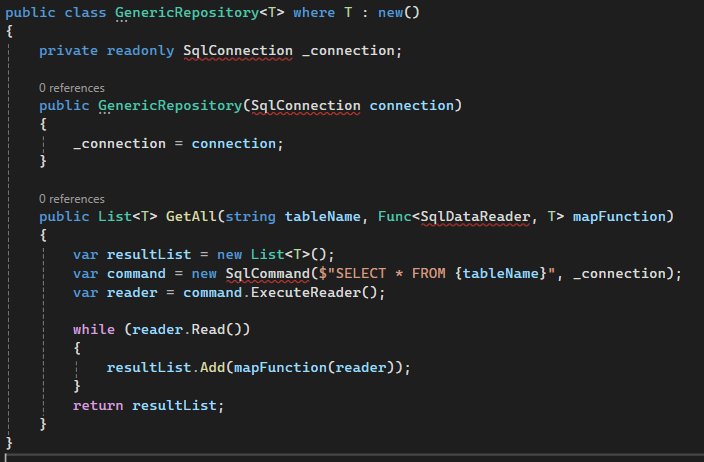 public class GenericRepository<T> where T : new()
{
    private readonly SqlConnection _connection;
    0 references
    public GenericRepository(SqlConnection connection)
    {
        _connection = connection;
    }
    0 references
    public List<T> GetAll(string tableName, Func<SqlDataReader, T> mapFunction)
    {
        var resultList = new List<T>();
        var command = new SqlCommand($"SELECT * FROM {tableName}", _connection);
        var reader = command.ExecuteReader();
        while (reader.Read())
        {
            resultList.Add(mapFunction(reader));
        }
        return resultList;
    }
}